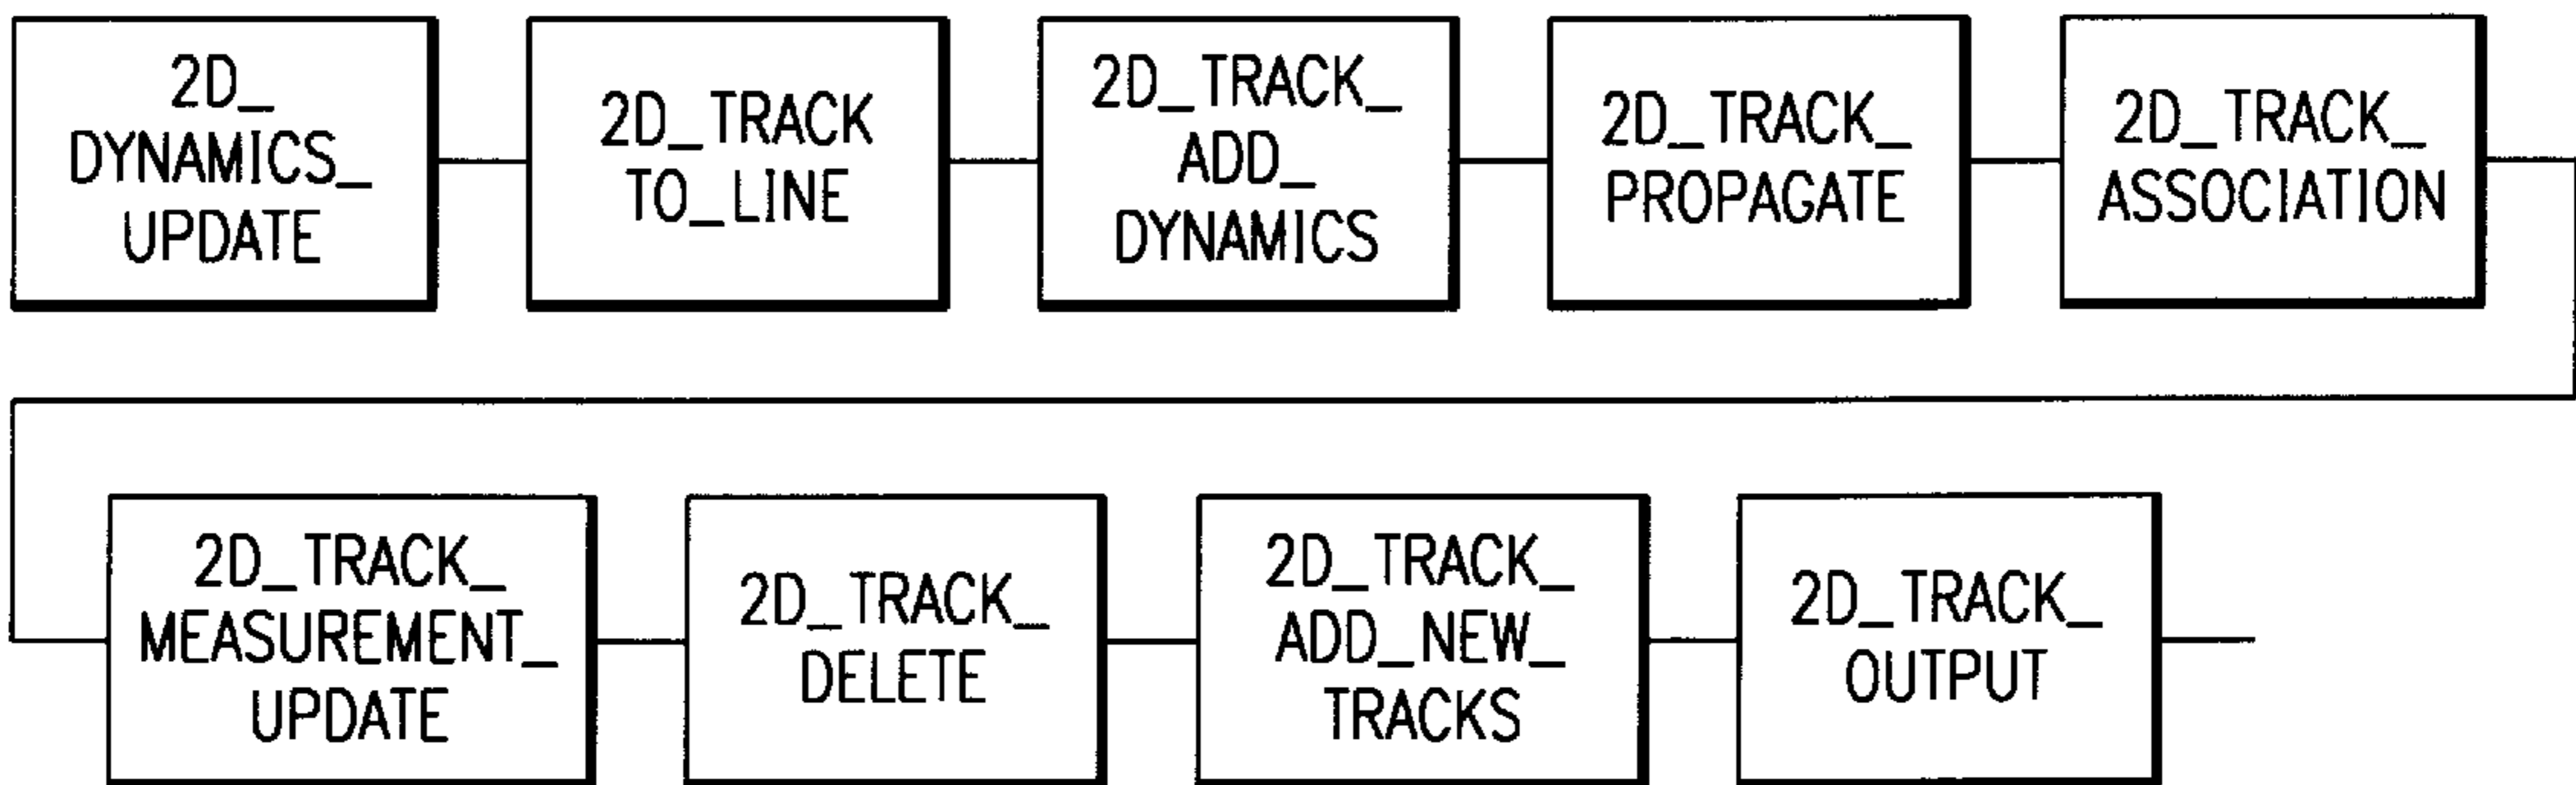 2D_
DYNAMICS_
UPDATE
2D_TRACK
TO_LINE
2D_TRACK_
ADD_
DYNAMICS
2D_TRACK_
PROPAGATE
2D_TRACK_
ASSOCIATION
2D_TRACK_
MEASUREMENT_
UPDATE
2D_TRACK_
DELETE
2D_TRACK_
ADD_NEW_
TRACKS
2D_TRACK_
OUTPUT